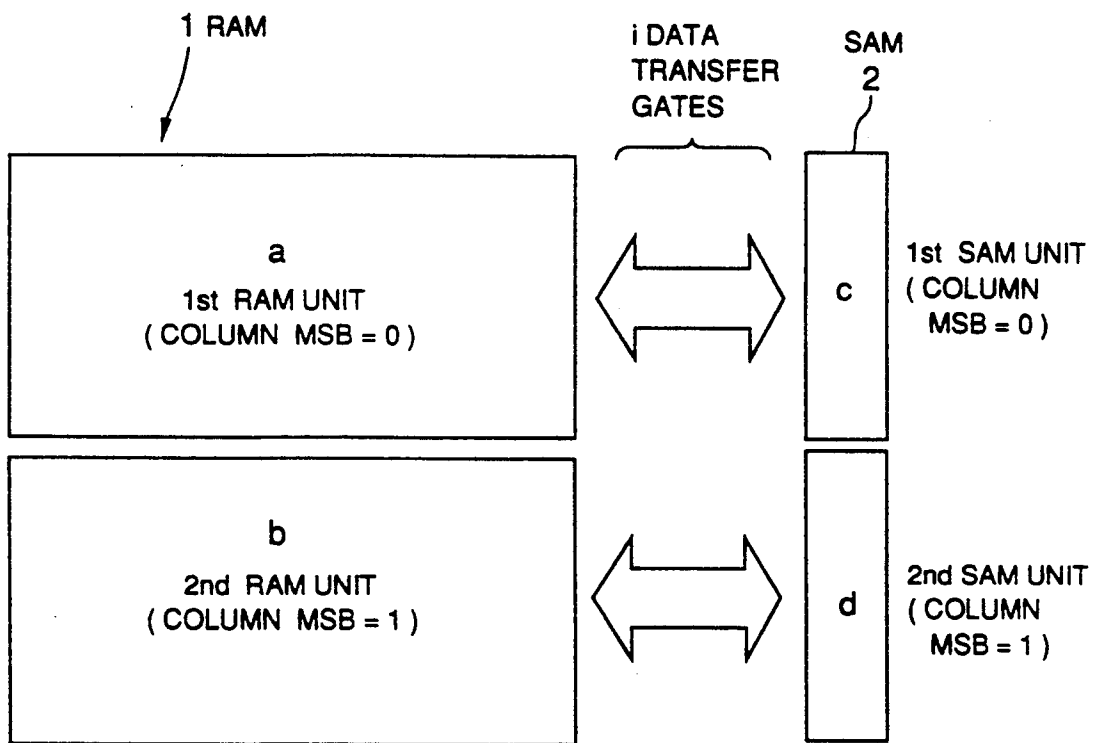 1 RAM
i DATA
TRANSFER
GATES
SAM
2
a
1st RAM UNIT
( COLUMN MSB = 0 )
c
1st SAM UNIT
( COLUMN
MSB = 0 )
b
2nd RAM UNIT
( COLUMN MSB = 1 )
d
2nd SAM UNIT
( COLUMN
MSB = 1 )